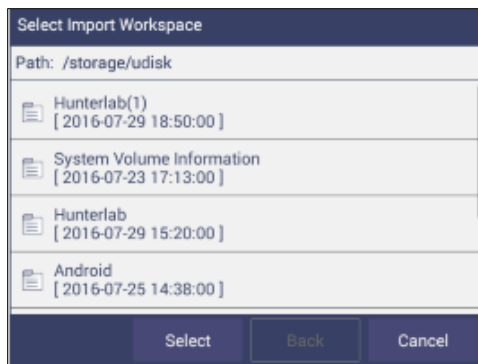 Select Import Workspace
Path: /storage/udisk
Hunterlab(1)
[ 2016-07-29 18:50:00 ]
System Volume Information
[ 2016-07-23 17:13:00 ]
Hunterlab
[ 2016-07-29 15:20:00 ]
Android
[ 2016-07-25 14:38:00 ]
Select Back Cancel